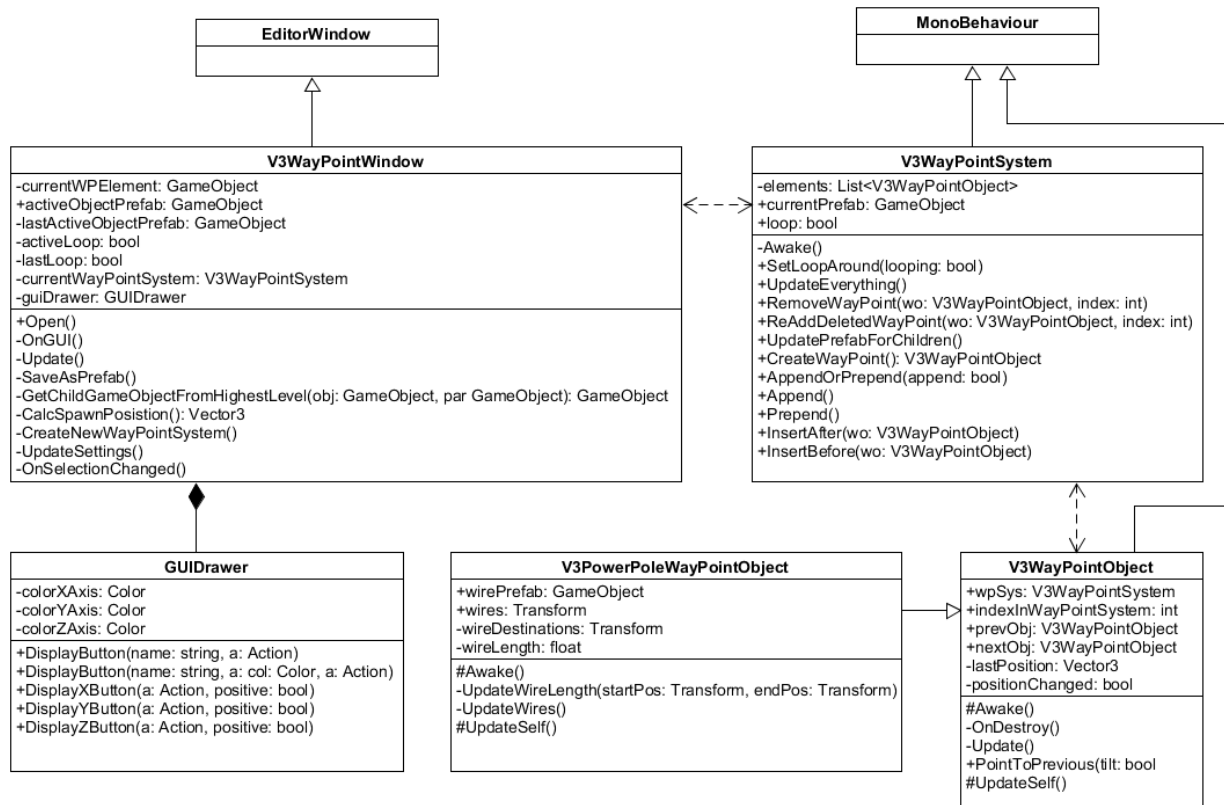 EditorWindow
MonoBehaviour
V3WayPointWindow
-currentWPElement: GameObject
+activeObjectPrefab: GameObject
-lastActiveObjectPrefab: GameObject
-activeLoop: bool
-lastLoop: bool
-currentWayPointSystem: V3WayPointSystem
-guiDrawer: GUIDrawer
+Open()
-OnGUI()
-Update()
-SaveAsPrefab()
-GetChildGameObjectFromHighestLevel(obj: GameObject, par GameObject): GameObject
-CalcSpawnPosistion(): Vector3
-CreateNewWayPointSystem()
-UpdateSettings()
-OnSelectionChanged()
V3WayPointSystem
-elements: List<V3WayPointObject>
+currentPrefab: GameObject
+loop: bool
-Awake()
+SetLoopAround(looping: bool)
+UpdateEverything()
+RemoveWayPoint(wo: V3WayPointObject, index: int)
+ReAddDeletedWayPoint(wo: V3WayPointObject, index: int)
+UpdatePrefabForChildren()
+CreateWayPoint(): V3WayPointObject
+AppendOrPrepend(append: bool)
+Append()
+Prepend()
+InsertAfter(wo: V3WayPointObject)
+InsertBefore(wo: V3WayPointObject)
GUIDrawer
-colorXAxis: Color
-colorYAxis: Color
-colorZAxis: Color
+DisplayButton(name: string, a: Action)
+DisplayButton(name: string, a: col: Color, a: Action)
+DisplayXButton(a: Action, positive: bool)
+DisplayYButton(a: Action, positive: bool)
+DisplayZButton(a: Action, positive: bool)
V3PowerPoleWayPointObject
+wirePrefab: GameObject
+wires: Transform
-wireDestinations: Transform
-wireLength: float
#Awake()
-UpdateWireLength(startPos: Transform, endPos: Transform)
-UpdateWires()
#UpdateSelf()
V3WayPointObject
+wpSys: V3WayPointSystem
+indexInWayPointSystem: int
+prevObj: V3WayPointObject
+nextObj: V3WayPointObject
-lastPosition: Vector3
-positionChanged: bool
#Awake()
-OnDestroy()
-Update()
+PointToPrevious(tilt: bool
#UpdateSelf()